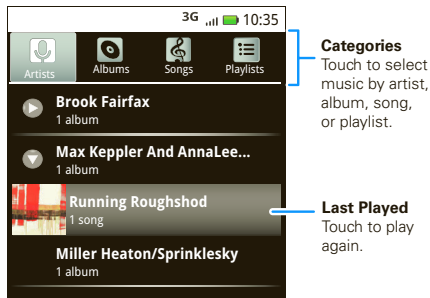 3G 10:35
Artists Albums Songs Playlists
Brook Fairfax
1 album
Max Keppler And AnnaLee...
1 album
Running Roughshod
1 song
Miller Heaton/Sprinklesky
1 album
Categories
Touch to select
music by artist,
album, song,
or playlist.
Last Played
Touch to play
again.